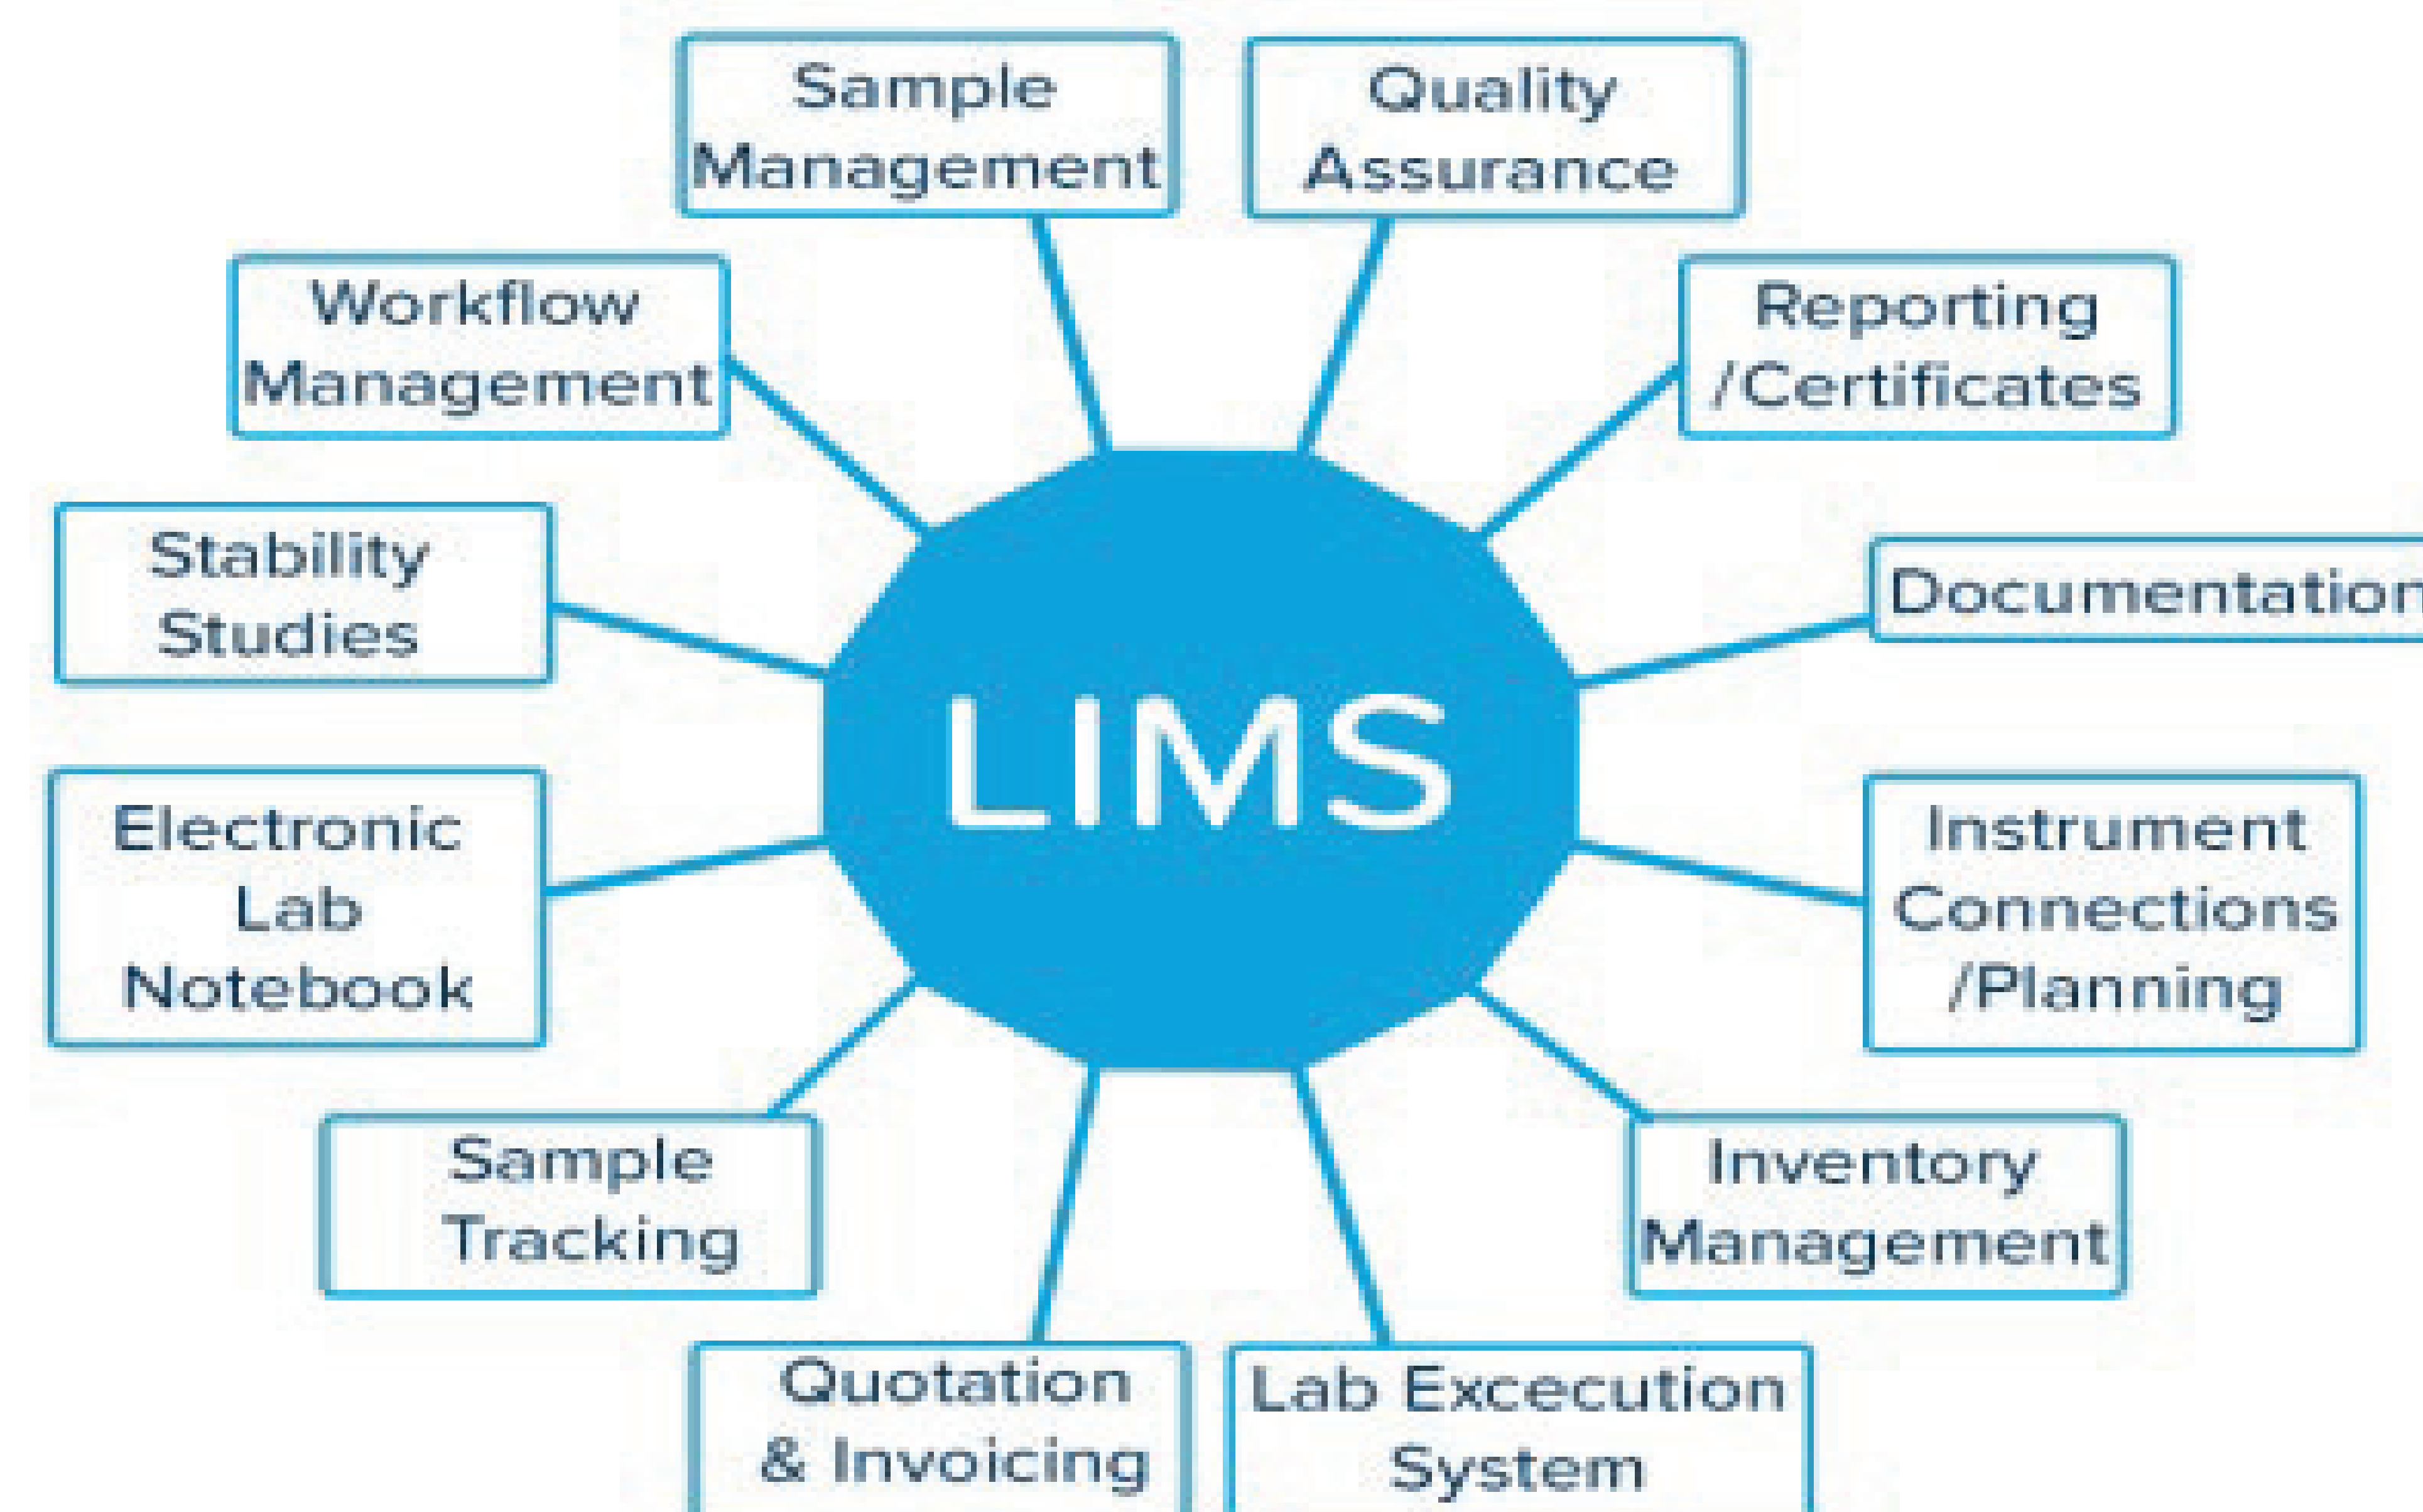 Sample
Management
Quality
Assurance
Workflow
Management
Reporting
/Certificates
Stability
Studies
Documentation
LIMS
Electronic
Lab
Notebook
Instrument
Connections
/Planning
Sample
Tracking
Inventory
Management
Quotation
& Invoicing
Lab Excecution
System